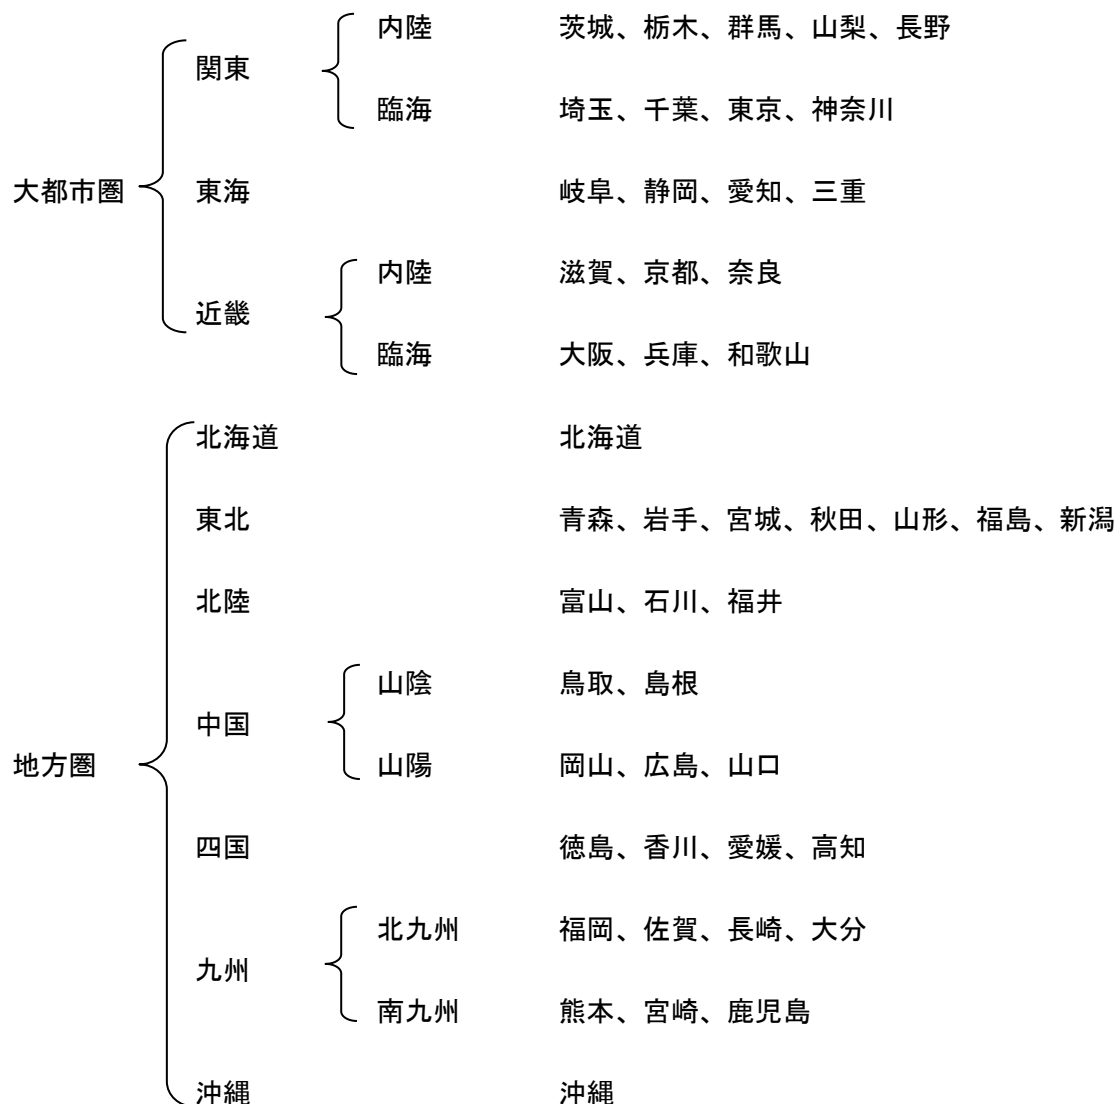 内陸 茨城、栃木、群馬、山梨、長野
関東
臨海 埼玉、千葉、東京、神奈川
大都市圏 東海 岐阜、静岡、愛知、三重
内陸 滋賀、京都、奈良
近畿
臨海 大阪、兵庫、和歌山
北海道 北海道
東北 青森、岩手、宮城、秋田、山形、福島、新潟
北陸 富山、石川、福井
山陰 鳥取、島根
中国
地方圏 山陽 岡山、広島、山口
四国 徳島、香川、愛媛、高知
北九州 福岡、佐賀、長崎、大分
九州
南九州 熊本、宮崎、鹿児島
沖縄 沖縄